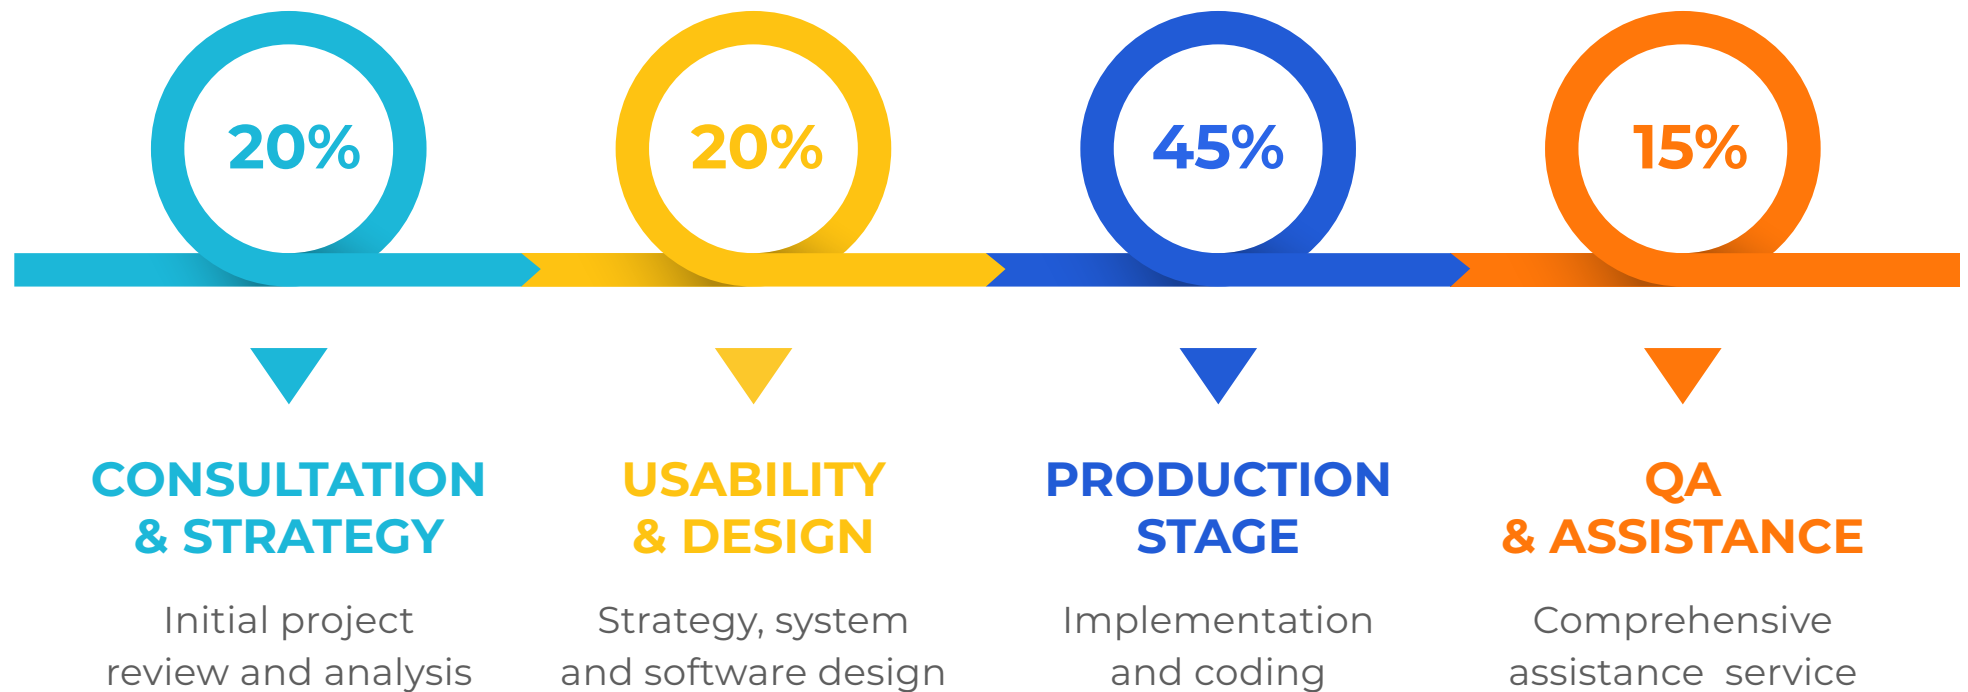 20%
20%
45%
15%
CONSULTATION
& STRATEGY
Initial project
review and analysis
USABILITY
& DESIGN
Strategy, system
and software design
PRODUCTION
STAGE
Implementation
and coding
QA
& ASSISTANCE
Comprehensive
assistance  service